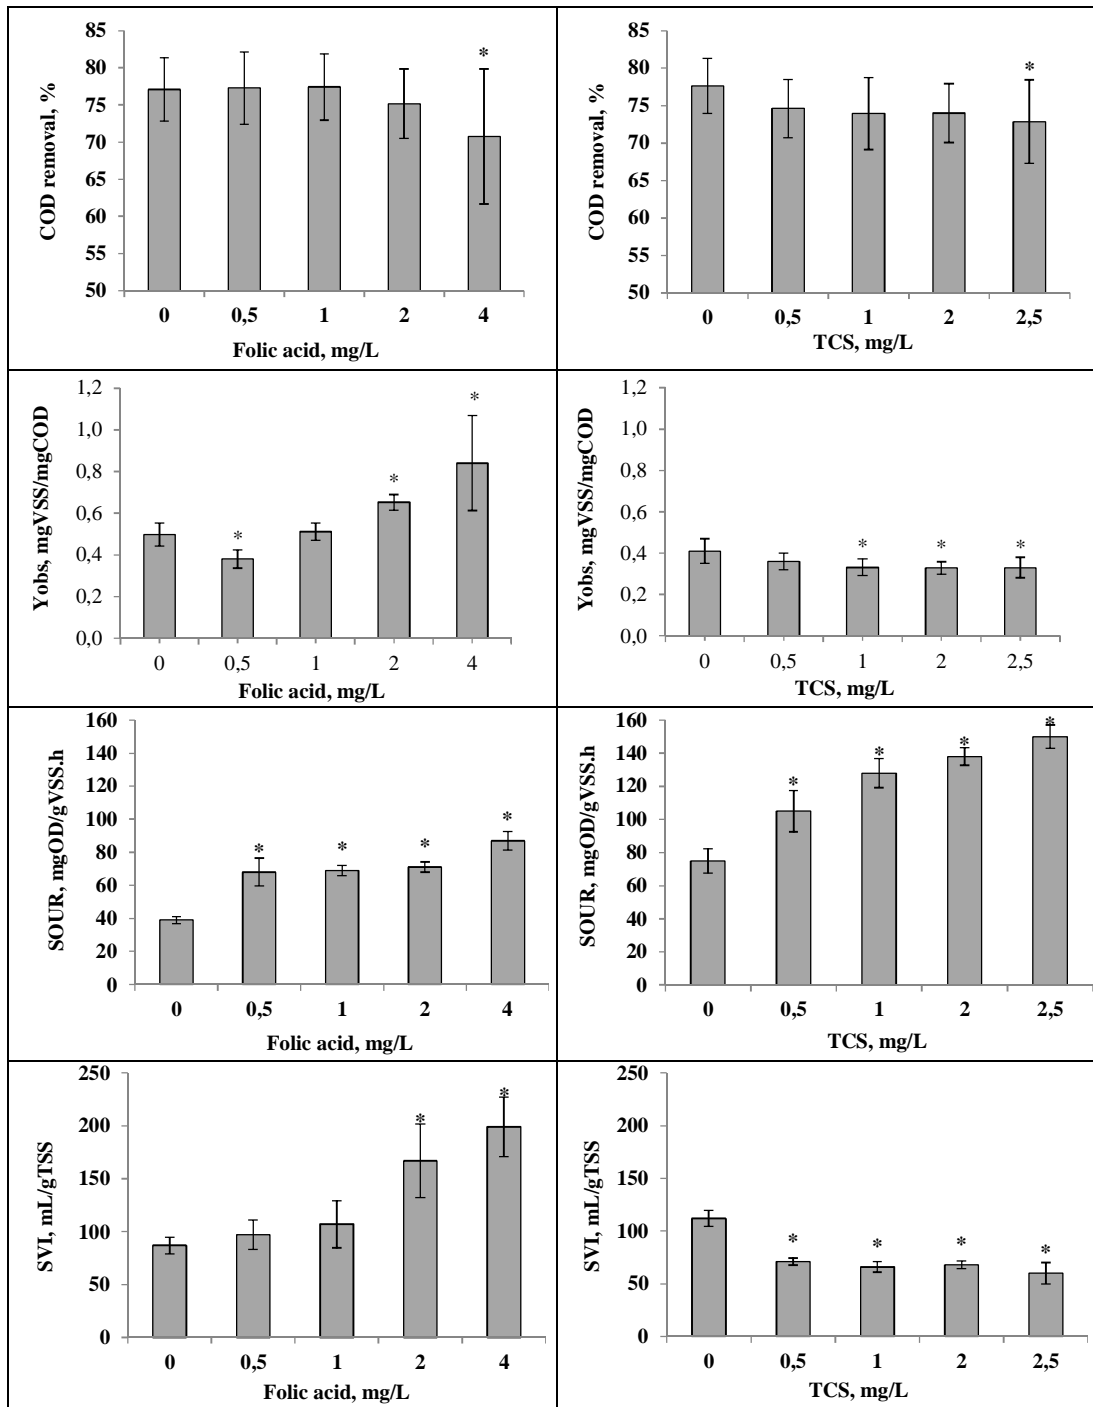 COD removal, %
85
80
75
70
65
60
55
50
*
0 0,5 1 2 4
Folic acid, mg/L
COD removal, %
85
80
75
70
65
60
55
50
*
0 0,5 1 2 2,5
TCS, mg/L
Yobs, mgVSS/mgCOD
1,2
1,0
0,8
0,6
0,4
0,2
0,0
* * *
0 0,5 1 2 4
Folic acid, mg/L
Yobs, mgVSS/mgCOD
1,2
1,0
0,8
0,6
0,4
0,2
0,0
* * *
0 0,5 1 2 2,5
TCS, mg/L
SOUR, mgOD/gVSS.h
160
140
120
100
80
60
40
20
0
* * * *
0 0,5 1 2 4
Folic acid, mg/L
SOUR, mgOD/gVSS.h
160
140
120
100
80
60
40
20
0
* * * *
0 0,5 1 2 2,5
TCS, mg/L
SVI, mL/gTSS
250
200
150
100
50
0
* *
0 0,5 1 2 4
Folic acid, mg/L
SVI, mL/gTSS
250
200
150
100
50
0
* * * *
0 0,5 1 2 2,5
TCS, mg/L